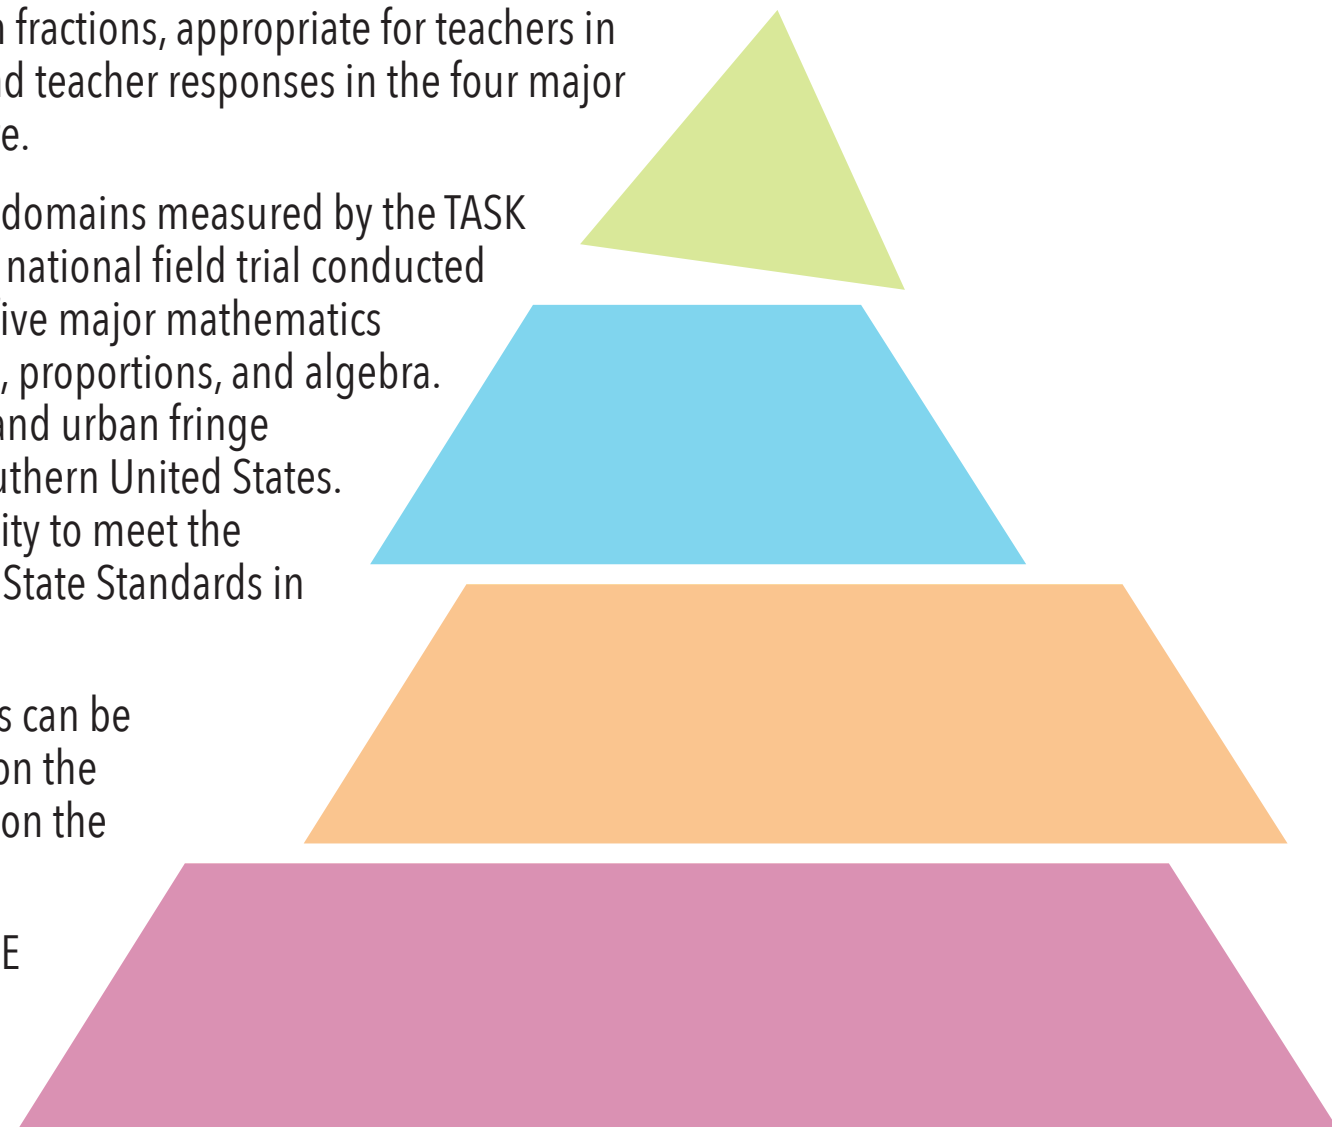 fractions, appropriate for teachers in
teacher responses in the four major
e.
domains measured by the TASK
national field trial conducted
ive major mathematics
, proportions, and algebra.
and urban fringe
uthern United States.
ity to meet the
State Standards in
s can be
on the
on the
E